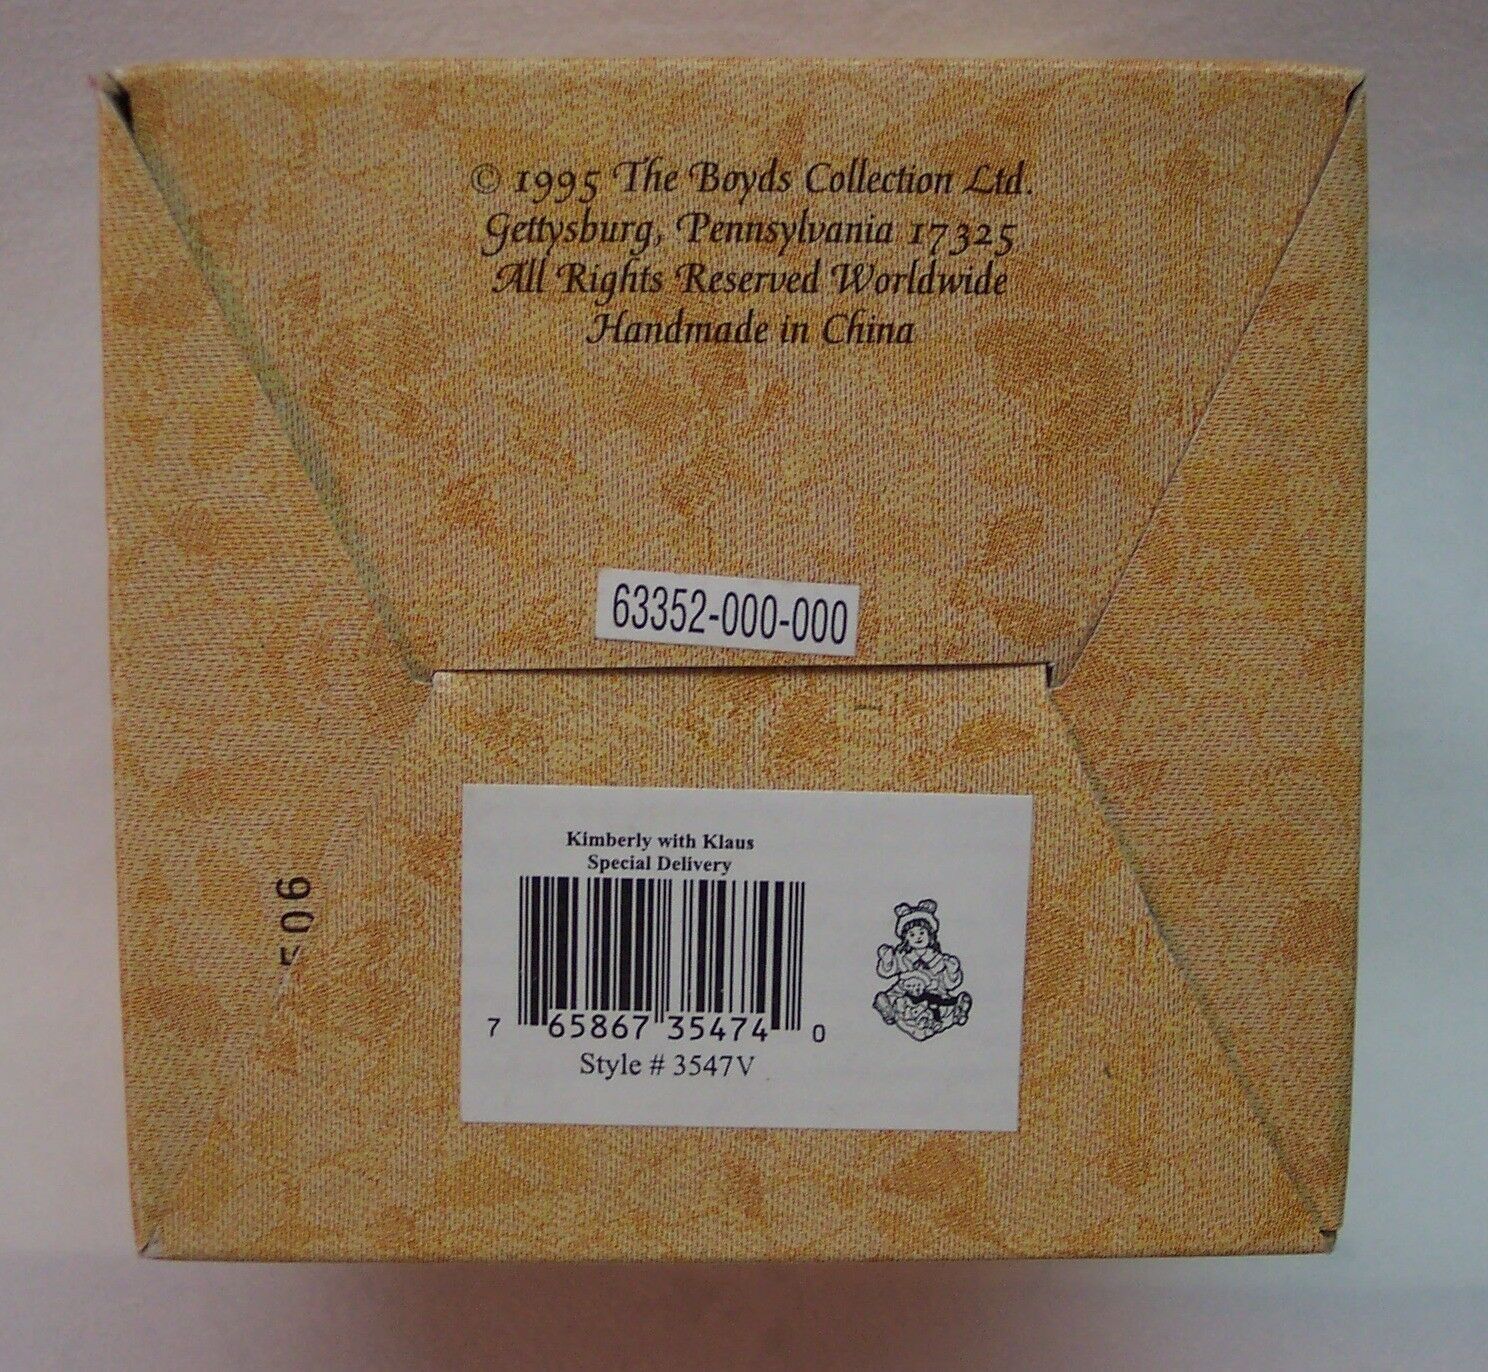 © 1995 The Boyds Collection Ltd.
Gettysburg, Pennsylvania 17325
All Rights Reserved Worldwide
Handmade in China
63352-000-000
Kimberly with Klaus
Special Delivery
7 65867 35474 0
Style # 3547V